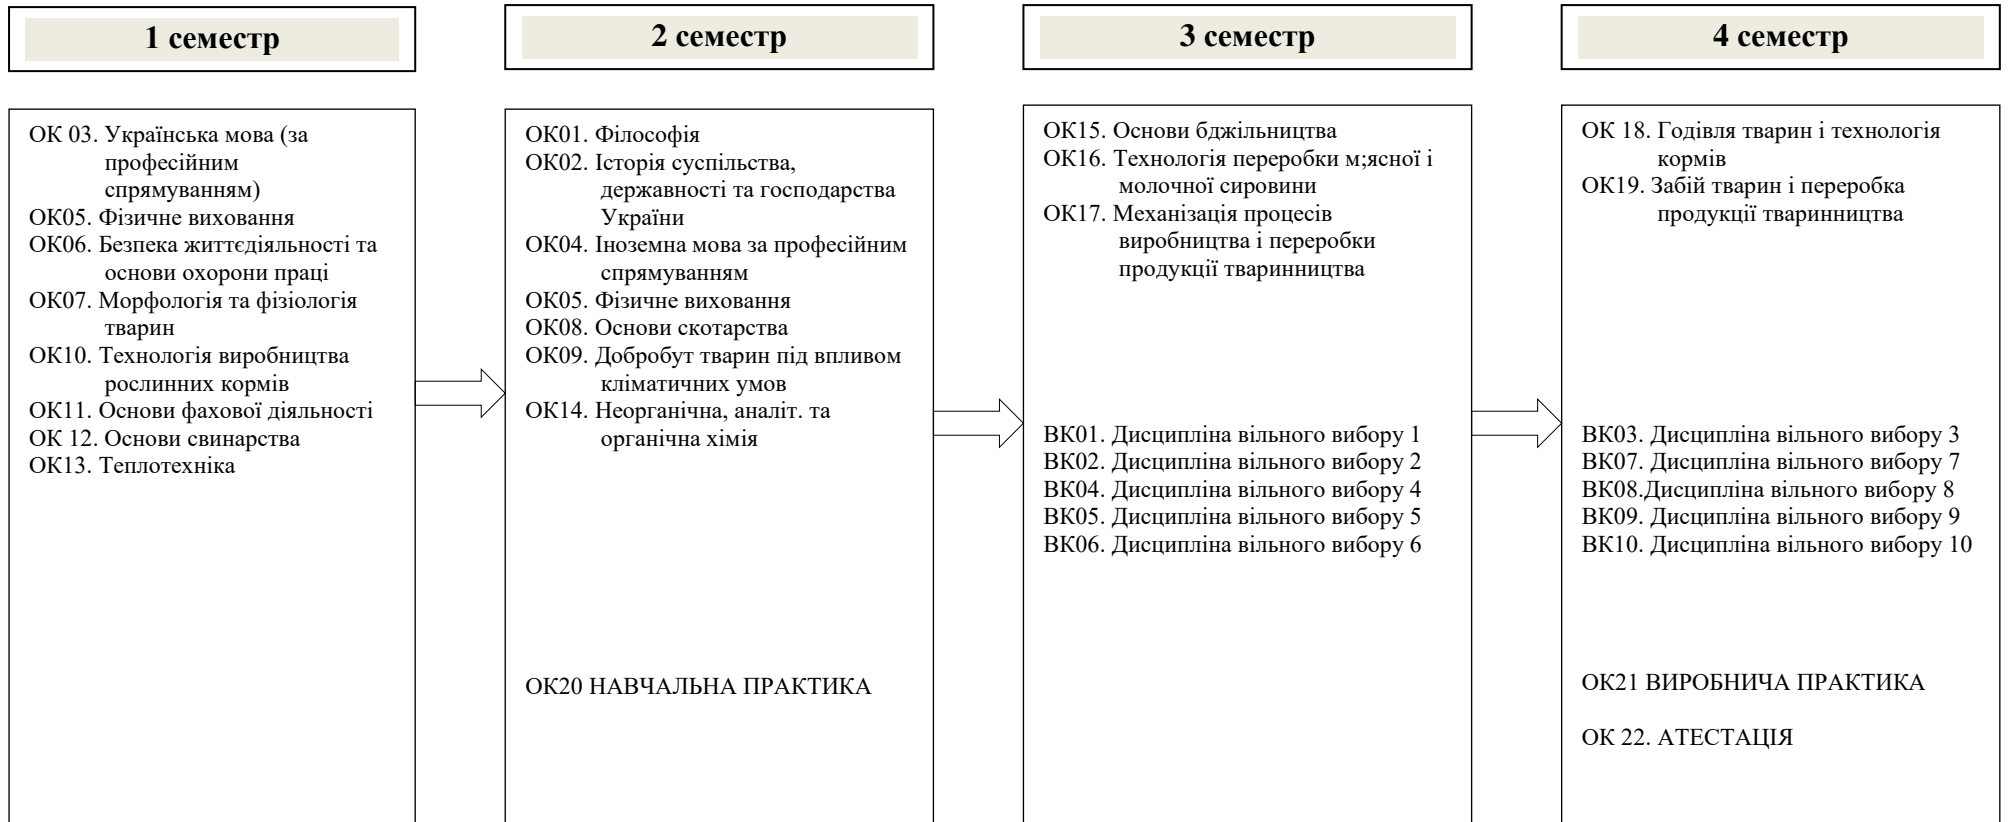 1 семестр
2 семестр
3 семестр
4 семестр
ОК 03. Українська мова (за
професійним
спрямуванням)
ОК05. Фізичне виховання
ОК06. Безпека життєдіяльності та
основи охорони праці
ОК07. Морфологія та фізіологія
тварин
ОК10. Технологія виробництва
рослинних кормів
ОК11. Основи фахової діяльності
ОК 12. Основи свинарства
ОК13. Теплотехніка
ОК01. Філософія
ОК02. Історія суспільства,
державності та господарства
України
ОК04. Іноземна мова за професійним
спрямуванням
ОК05. Фізичне виховання
ОК08. Основи скотарства
ОК09. Добробут тварин під впливом
кліматичних умов
ОК14. Неорганічна, аналіт. та
органічна хімія
ОК20 НАВЧАЛЬНА ПРАКТИКА
ОК15. Основи бджільництва
ОК16. Технологія переробки м;ясної і
молочної сировини
ОК17. Механізація процесів
виробництва і переробки
продукції тваринництва
ВК01. Дисципліна вільного вибору 1
ВК02. Дисципліна вільного вибору 2
ВК04. Дисципліна вільного вибору 4
ВК05. Дисципліна вільного вибору 5
ВК06. Дисципліна вільного вибору 6
ОК 18. Годівля тварин і технологія
кормів
ОК19. Забій тварин і переробка
продукції тваринництва
ВК03. Дисципліна вільного вибору 3
ВК07. Дисципліна вільного вибору 7
ВК08.Дисципліна вільного вибору 8
ВК09. Дисципліна вільного вибору 9
ВК10. Дисципліна вільного вибору 10
ОК21 ВИРОБНИЧА ПРАКТИКА
ОК 22. АТЕСТАЦІЯ